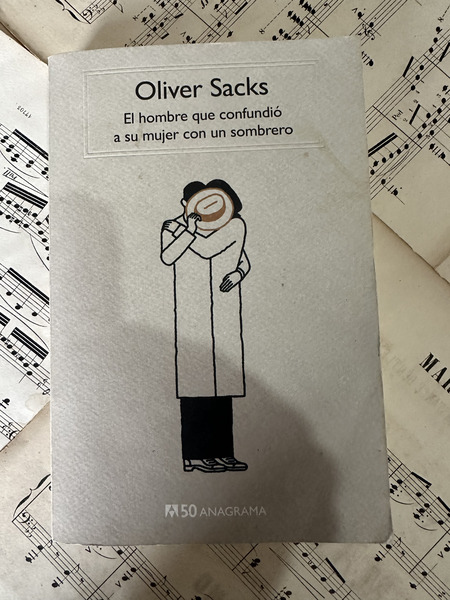 Oliver Sacks
El hombre que confundió
a su mujer con un sombrero
50 ANAGRAMA